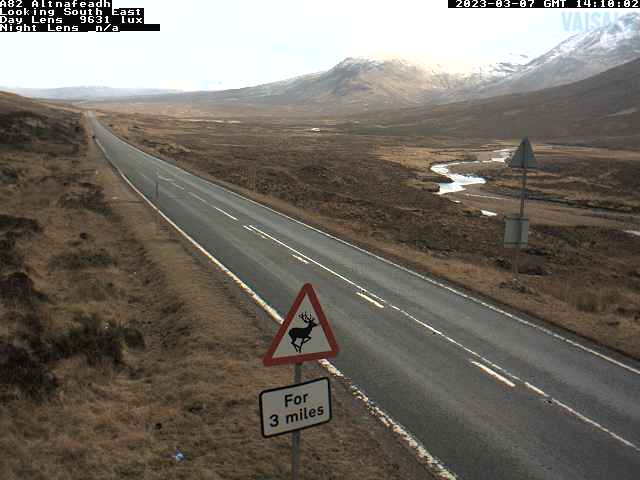 A82 Altnafeadh
Looking South East
Day Lens 9631 lux
Night Lens n/a
2023-03-07 GMT 14:10:02
VAISALA
For
3 miles